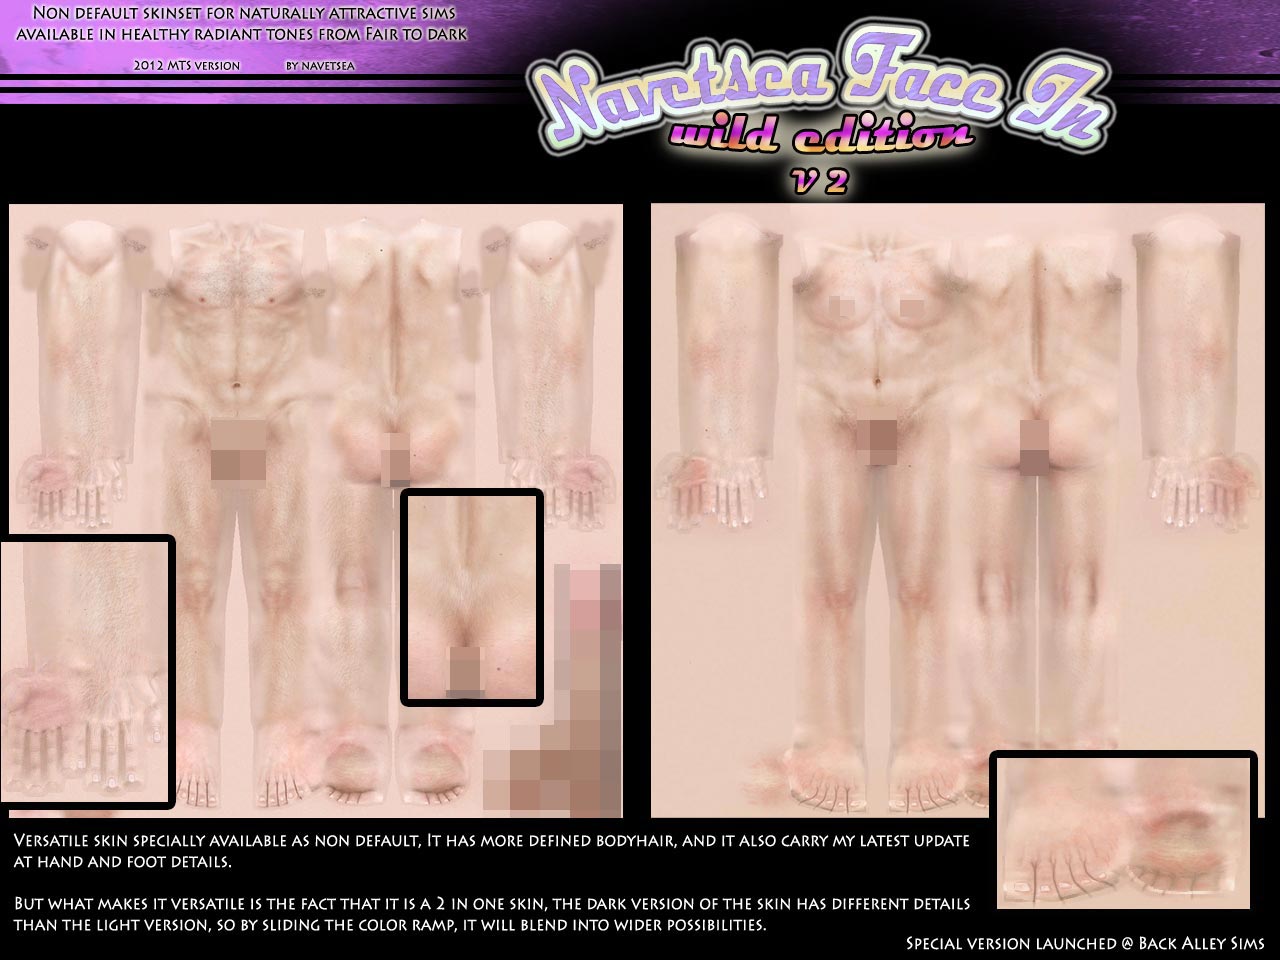 Non default skinset for naturally attractive sims
available in healthy radiant tones from Fair to dark
2012 MTS version by navetsea
Navetsea Face In
wild edition
v 2
Versatile skin specially available as non default, It has more defined bodyhair, and it also carry my latest update
at hand and foot details.
But what makes it versatile is the fact that it is a 2 in one skin, the dark version of the skin has different details
than the light version, so by sliding the color ramp, it will blend into wider possibilities.
Special version launched @ Back Alley Sims